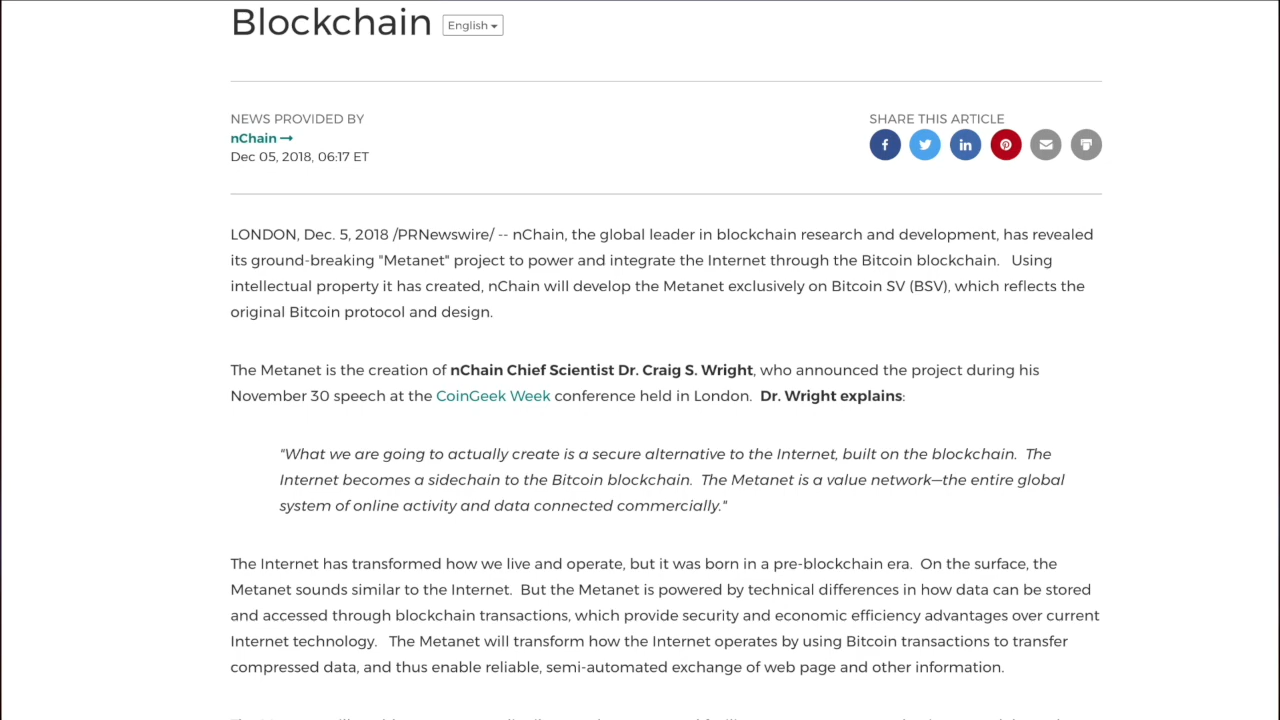 Blockchain English
NEWS PROVIDED BY
nChain →
Dec 05, 2018, 06:17 ET
SHARE THIS ARTICLE
LONDON, Dec. 5, 2018 /PRNewswire/ -- nChain, the global leader in blockchain research and development, has revealed
its ground-breaking "Metanet" project to power and integrate the Internet through the Bitcoin blockchain. Using
intellectual property it has created, nChain will develop the Metanet exclusively on Bitcoin SV (BSV), which reflects the
original Bitcoin protocol and design.
The Metanet is the creation of nChain Chief Scientist Dr. Craig S. Wright, who announced the project during his
November 30 speech at the CoinGeek Week conference held in London. Dr. Wright explains:
"What we are going to actually create is a secure alternative to the Internet, built on the blockchain. The
Internet becomes a sidechain to the Bitcoin blockchain. The Metanet is a value network—the entire global
system of online activity and data connected commercially."
The Internet has transformed how we live and operate, but it was born in a pre-blockchain era. On the surface, the
Metanet sounds similar to the Internet. But the Metanet is powered by technical differences in how data can be stored
and accessed through blockchain transactions, which provide security and economic efficiency advantages over current
Internet technology. The Metanet will transform how the Internet operates by using Bitcoin transactions to transfer
compressed data, and thus enable reliable, semi-automated exchange of web page and other information.